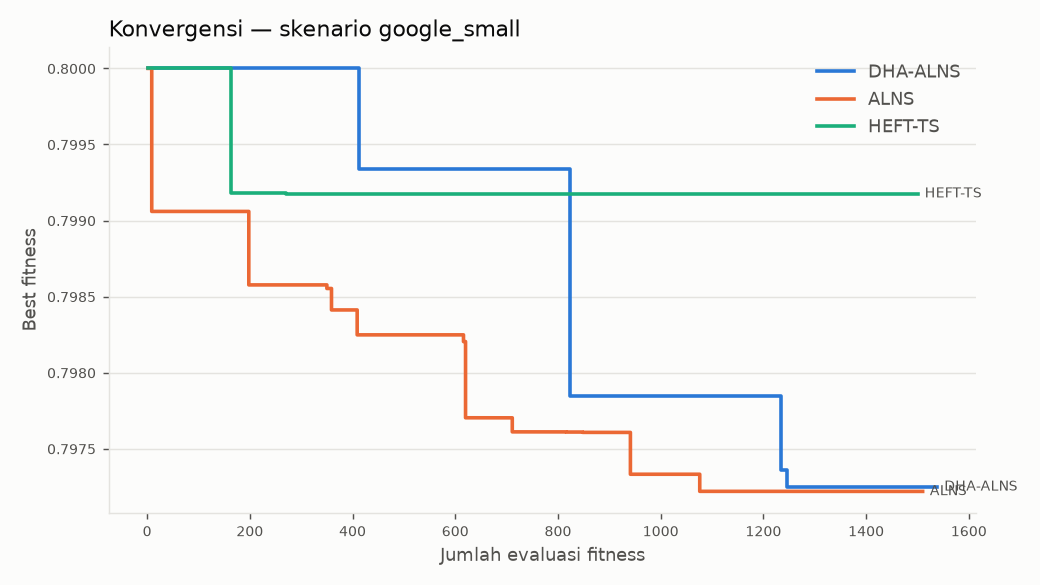 Konvergensi — skenario google_small
DHA-ALNS
ALNS
HEFT-TS
Best fitness
0.8000
0.7995
0.7990
0.7985
0.7980
0.7975
HEFT-TS
DHA-ALNS
ALNS
0 200 400 600 800 1000 1200 1400 1600
Jumlah evaluasi fitness